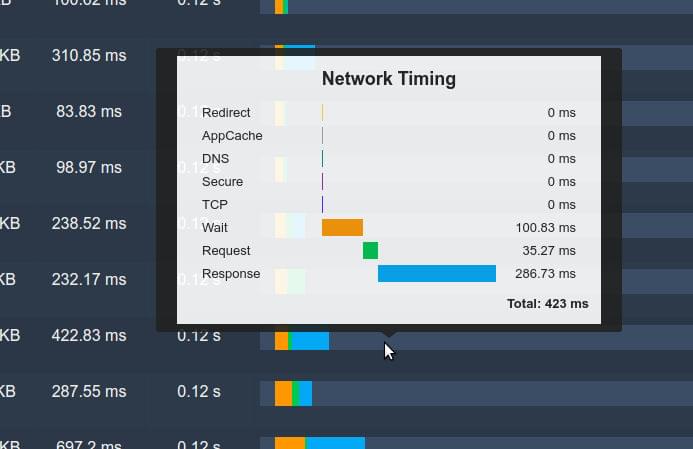 100.62 ms 0.12 s
KB 310.85 ms 0.12 s
Network Timing
Redirect 0 ms
KB 83.83 ms
AppCache 0 ms
DNS 0 ms
KB 98.97 ms
Secure 0 ms
TCP 0 ms
KB 238.52 ms
Wait 100.83 ms
Request 35.27 ms
KB 232.17 ms
Response 286.73 ms
Total: 423 ms
KB 422.83 ms 0.12 s
KB 287.55 ms 0.12 s
KB 697.2 ms 0.12 s